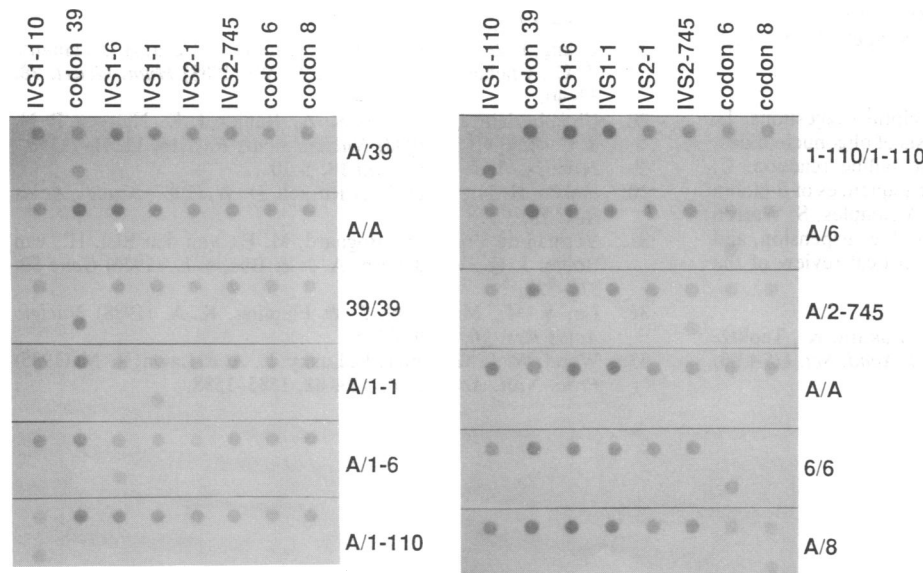 IVS1-110
codon 39
IVS1-6
IVS1-1
IVS2-1
IVS2-745
codon 6
codon 8
A/39
A/A
39/39
A/1-1
A/1-6
A/1-110
IVS1-110
codon 39
IVS1-6
IVS1-1
IVS2-1
IVS2-745
codon 6
codon 8
1-110/1-110
A/6
A/2-745
A/A
6/6
A/8